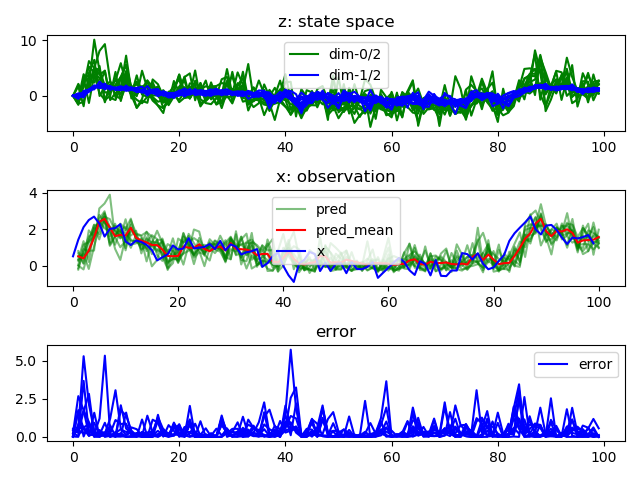 z: state space
10
0
dim-0/2
dim-1/2
0 20 40 60 80 100
x: observation
4
2
0
pred
pred_mean
x
0 20 40 60 80 100
error
5.0
2.5
0.0
error
0 20 40 60 80 100